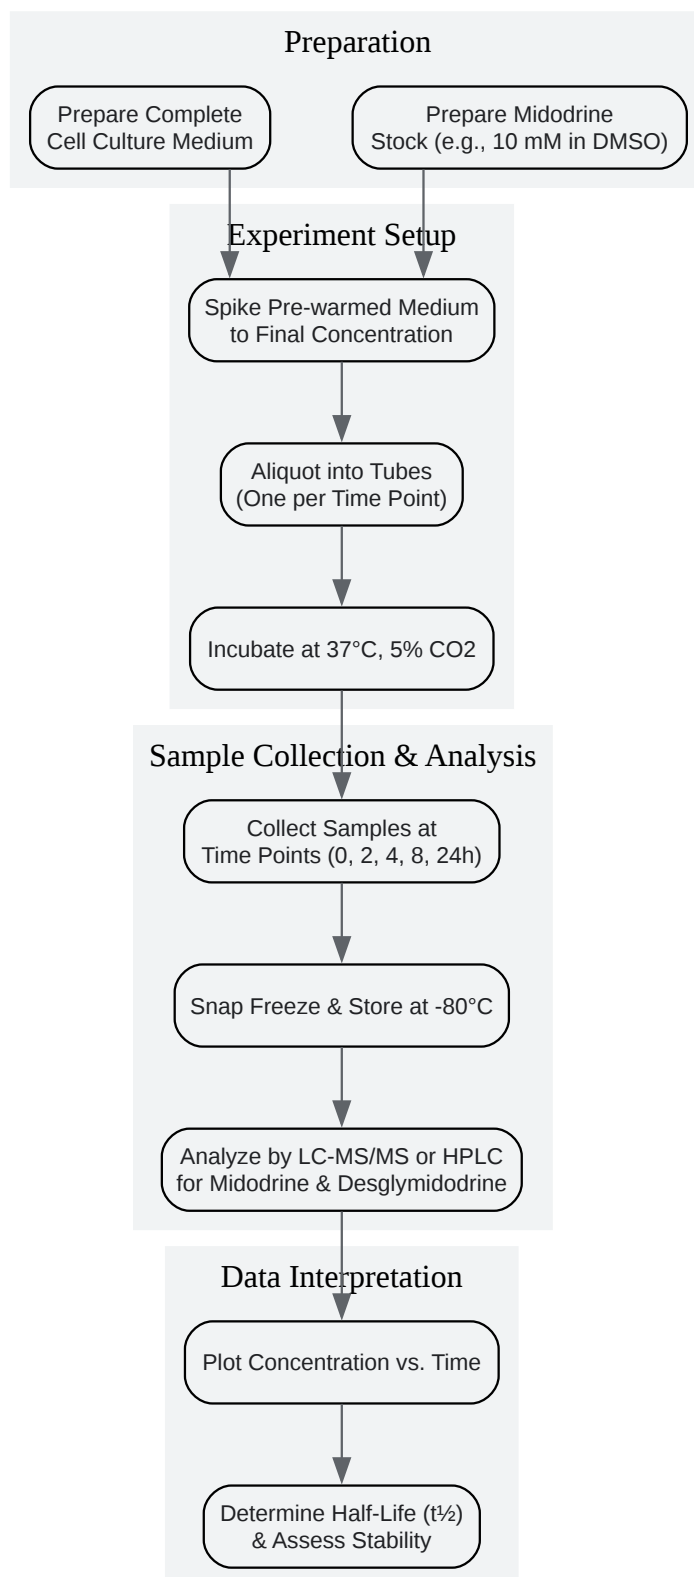 Preparation
Prepare Complete
Cell Culture Medium
Prepare Midodrine
Stock (e.g., 10 mM in DMSO)
Experiment Setup
Spike Pre-warmed Medium
to Final Concentration
Aliquot into Tubes
(One per Time Point)
Incubate at 37°C, 5% CO2
Sample Collection & Analysis
Collect Samples at
Time Points (0, 2, 4, 8, 24h)
Snap Freeze & Store at -80°C
Analyze by LC-MS/MS or HPLC
for Midodrine & Desglymidodrine
Data Interpretation
Plot Concentration vs. Time
Determine Half-Life (t½)
& Assess Stability